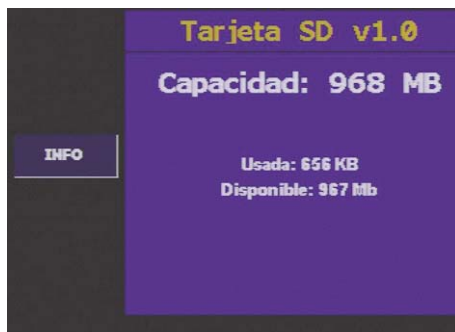 Tarjeta SD v1.0
Capacidad: 968 MB
INFO
Usada: 656 KB
Disponible: 967 Mb